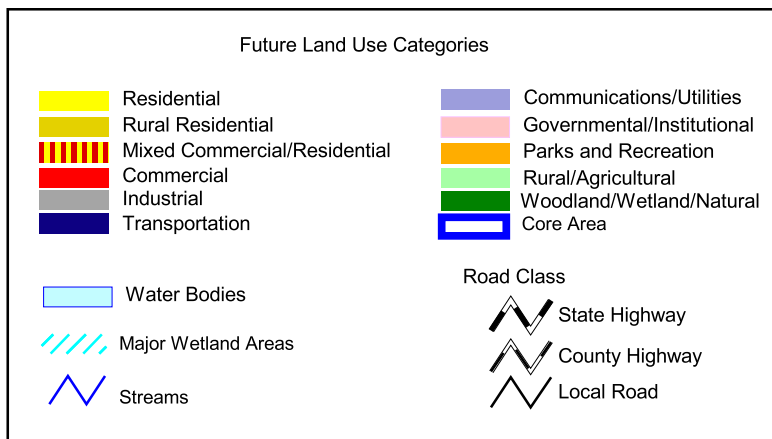 Future Land Use Categories
Residential
Rural Residential
Mixed Commercial/Residential
Commercial
Industrial
Transportation
Communications/Utilities
Governmental/Institutional
Parks and Recreation
Rural/Agricultural
Woodland/Wetland/Natural
Core Area
Water Bodies
Major Wetland Areas
Streams
Road Class
State Highway
County Highway
Local Road